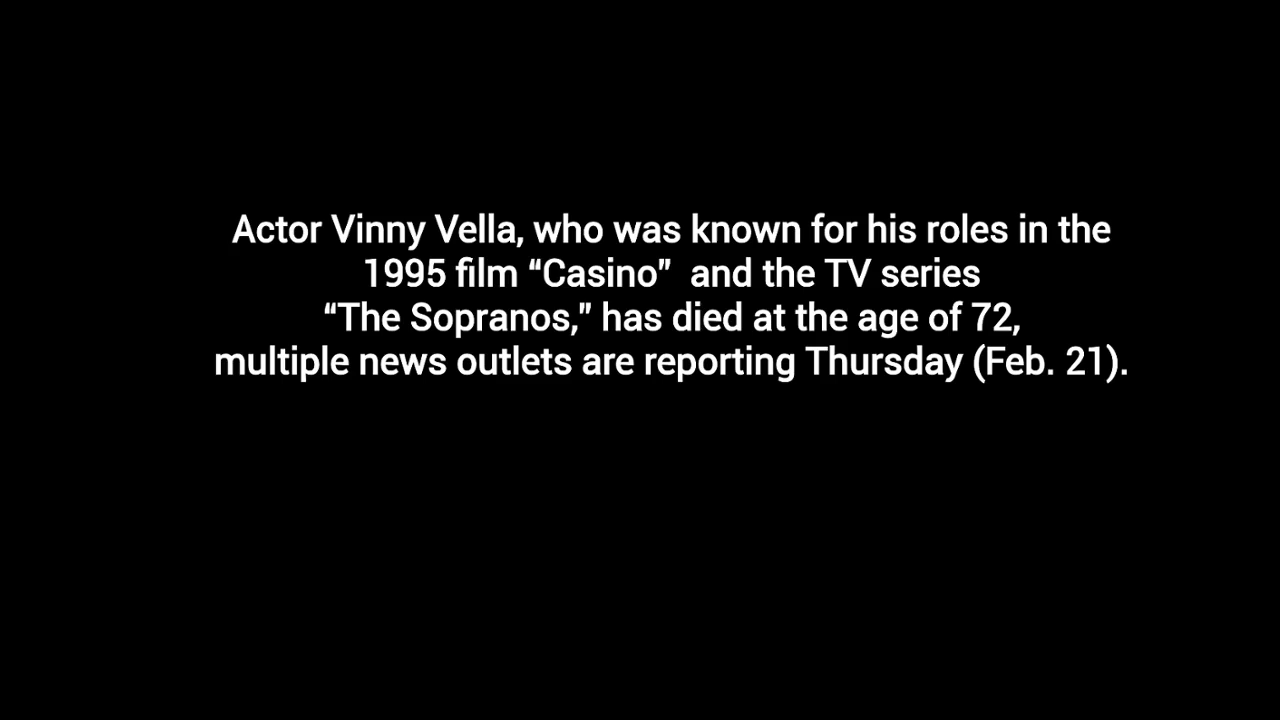 Actor Vinny Vella, who was known for his roles in the
1995 film “Casino”  and the TV series
“The Sopranos,” has died at the age of 72,
multiple news outlets are reporting Thursday (Feb. 21).